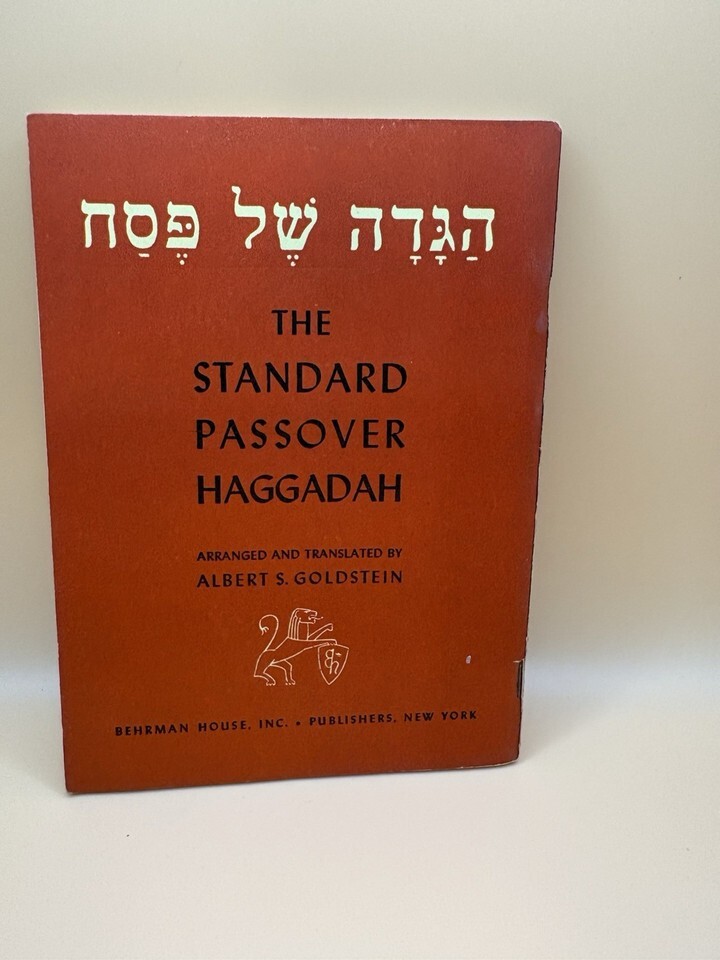 הַגָּדָה שֶׁל פֶּסַח
THE
STANDARD
PASSOVER
HAGGADAH
ARRANGED AND TRANSLATED BY
ALBERT S. GOLDSTEIN
BEHRMAN HOUSE, INC. • PUBLISHERS, NEW YORK